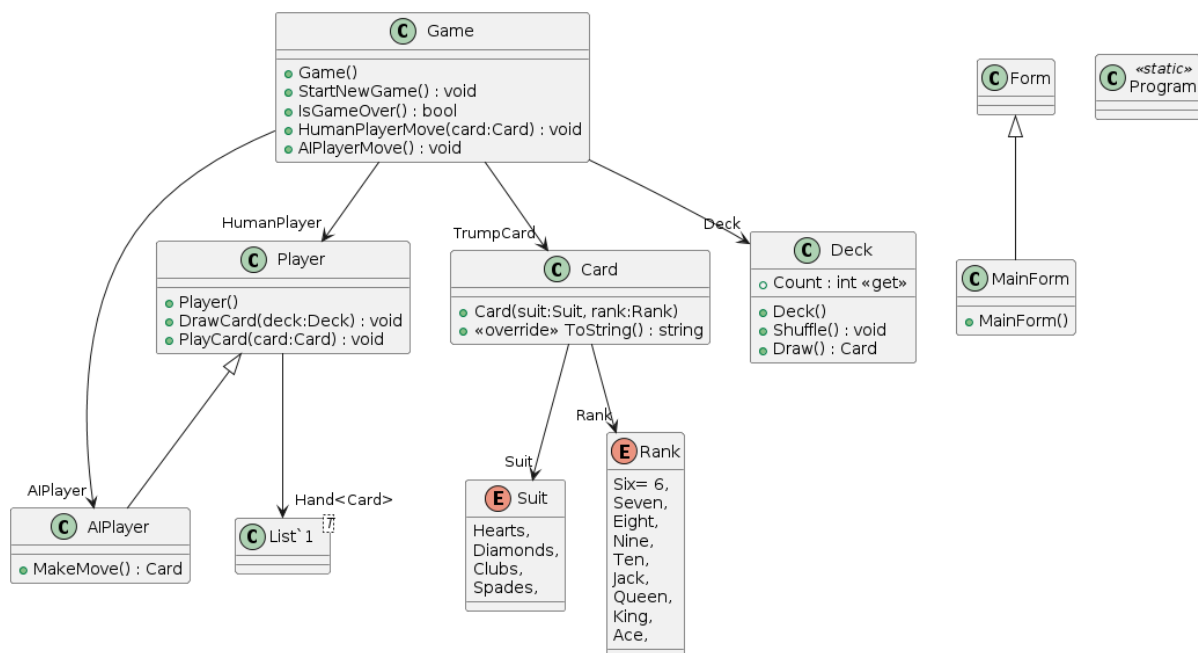 C Game
Game()
StartNewGame() : void
IsGameOver() : bool
HumanPlayerMove(card:Card) : void
AIPlayerMove() : void
C Form
C «static»
Program
HumanPlayer
TrumpCard
Deck
C Player
Player()
DrawCard(deck:Deck) : void
PlayCard(card:Card) : void
C Card
Card(suit:Suit, rank:Rank)
«override» ToString() : string
C Deck
Count : int «get»
Deck()
Shuffle() : void
Draw() : Card
C MainForm
MainForm()
AIPlayer
Hand<Card>
Suit
Rank
C AIPlayer
MakeMove() : Card
C List`1
T
E Suit
Hearts,
Diamonds,
Clubs,
Spades,
E Rank
Six= 6,
Seven,
Eight,
Nine,
Ten,
Jack,
Queen,
King,
Ace,